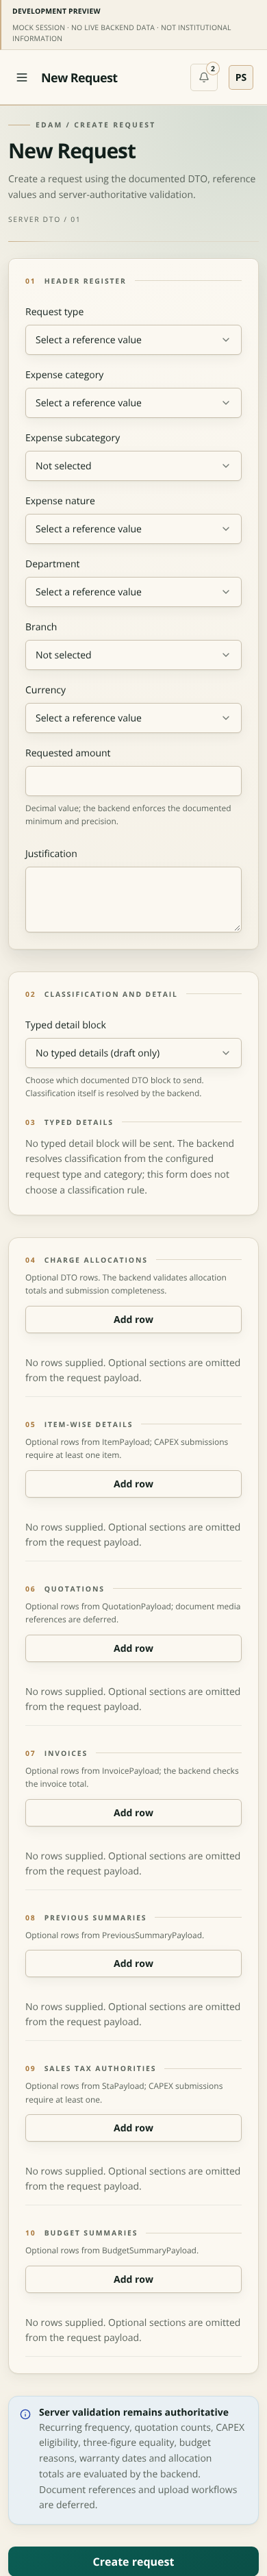 DEVELOPMENT PREVIEW
MOCK SESSION · NO LIVE BACKEND DATA · NOT INSTITUTIONAL
INFORMATION
New Request
2
PS
EDAM / CREATE REQUEST
New Request
Create a request using the documented DTO, reference
values and server-authoritative validation.
SERVER DTO / 01
01 HEADER REGISTER
Request type
Select a reference value
Expense category
Select a reference value
Expense subcategory
Not selected
Expense nature
Select a reference value
Department
Select a reference value
Branch
Not selected
Currency
Select a reference value
Requested amount
Decimal value; the backend enforces the documented
minimum and precision.
Justification
02 CLASSIFICATION AND DETAIL
Typed detail block
No typed details (draft only)
Choose which documented DTO block to send.
Classification itself is resolved by the backend.
03 TYPED DETAILS
No typed detail block will be sent. The backend
resolves classification from the configured
request type and category; this form does not
choose a classification rule.
04 CHARGE ALLOCATIONS
Optional DTO rows. The backend validates allocation
totals and submission completeness.
Add row
No rows supplied. Optional sections are omitted
from the request payload.
05 ITEM-WISE DETAILS
Optional rows from ItemPayload; CAPEX submissions
require at least one item.
Add row
No rows supplied. Optional sections are omitted
from the request payload.
06 QUOTATIONS
Optional rows from QuotationPayload; document media
references are deferred.
Add row
No rows supplied. Optional sections are omitted
from the request payload.
07 INVOICES
Optional rows from InvoicePayload; the backend checks
the invoice total.
Add row
No rows supplied. Optional sections are omitted
from the request payload.
08 PREVIOUS SUMMARIES
Optional rows from PreviousSummaryPayload.
Add row
No rows supplied. Optional sections are omitted
from the request payload.
09 SALES TAX AUTHORITIES
Optional rows from StaPayload; CAPEX submissions
require at least one.
Add row
No rows supplied. Optional sections are omitted
from the request payload.
10 BUDGET SUMMARIES
Optional rows from BudgetSummaryPayload.
Add row
No rows supplied. Optional sections are omitted
from the request payload.
Server validation remains authoritative
Recurring frequency, quotation counts, CAPEX
eligibility, three-figure equality, budget
reasons, warranty dates and allocation
totals are evaluated by the backend.
Document references and upload workflows
are deferred.
Create request